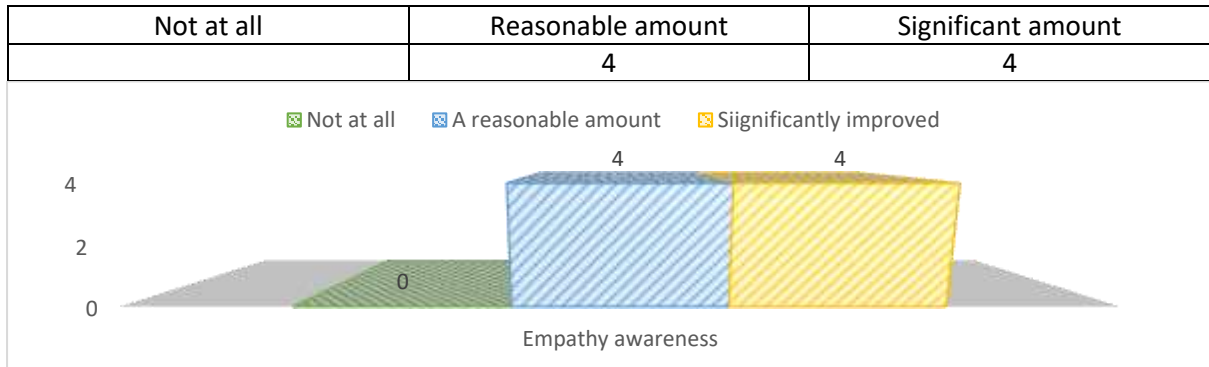 Not at all Reasonable amount Significant amount
4 4
Not at all A reasonable amount Siignificantly improved
4 4
4
2
0
0
Empathy awareness